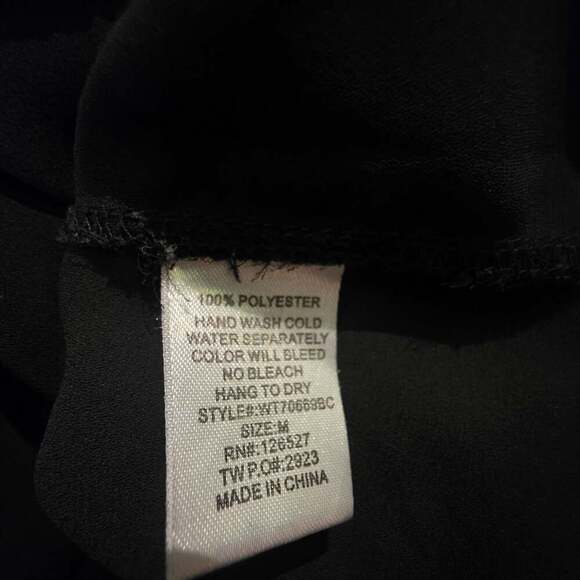 100% POLYESTER
HAND WASH COLD
WATER SEPARATELY
COLOR WILL BLEED
NO BLEACH
HANG TO DRY
STYLE#:WT70669BC
SIZE:M
RN#:126527
TW P.O#:2923
MADE IN CHINA